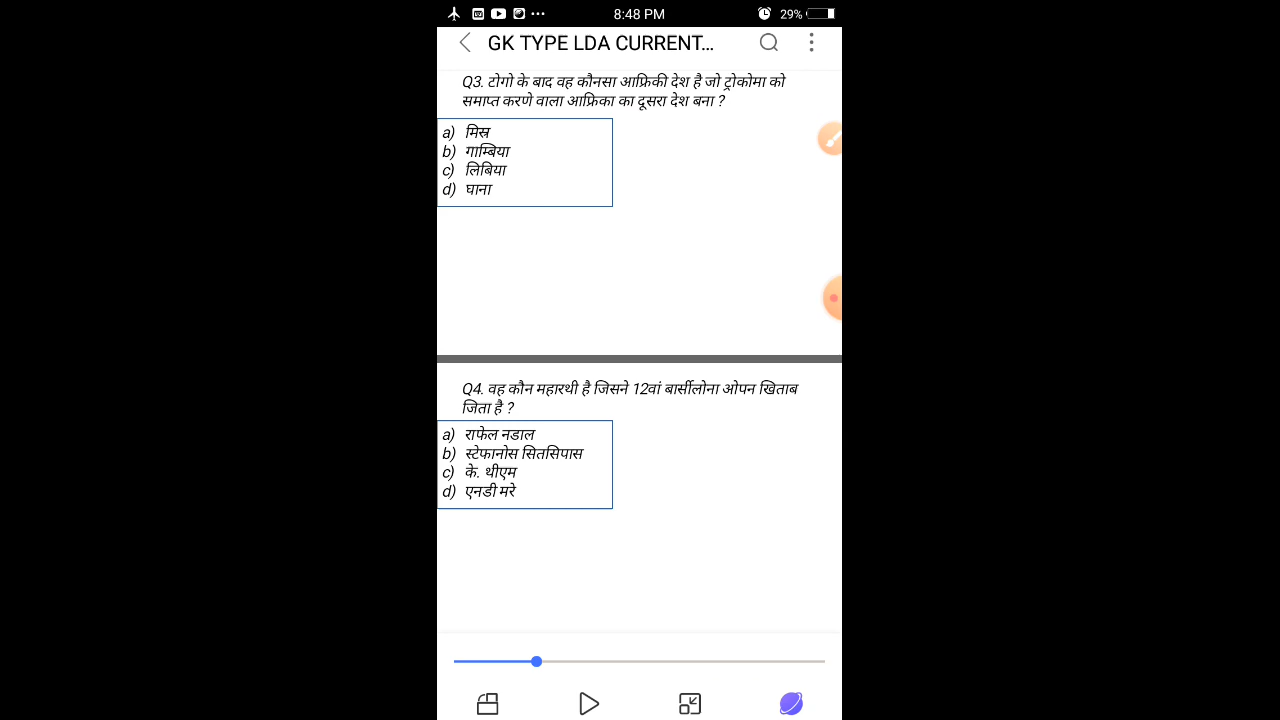 8:48 PM
29%
GK TYPE LDA CURRENT...
Q3. टोगो के बाद वह कौनसा आफ्रिकी देश है जो ट्रोकोमा को
समाप्त करणे वाला आफ्रिका का दूसरा देश बना ?
a) मिस्र
b) गाम्बिया
c) लिबिया
d) घाना
Q4. वह कौन महारथी है जिसने 12वां बार्सीलोना ओपन खिताब
जिता है ?
a) राफेल नडाल
b) स्टेफानोस सितसिपास
c) के. थीएम
d) एनडी मरे